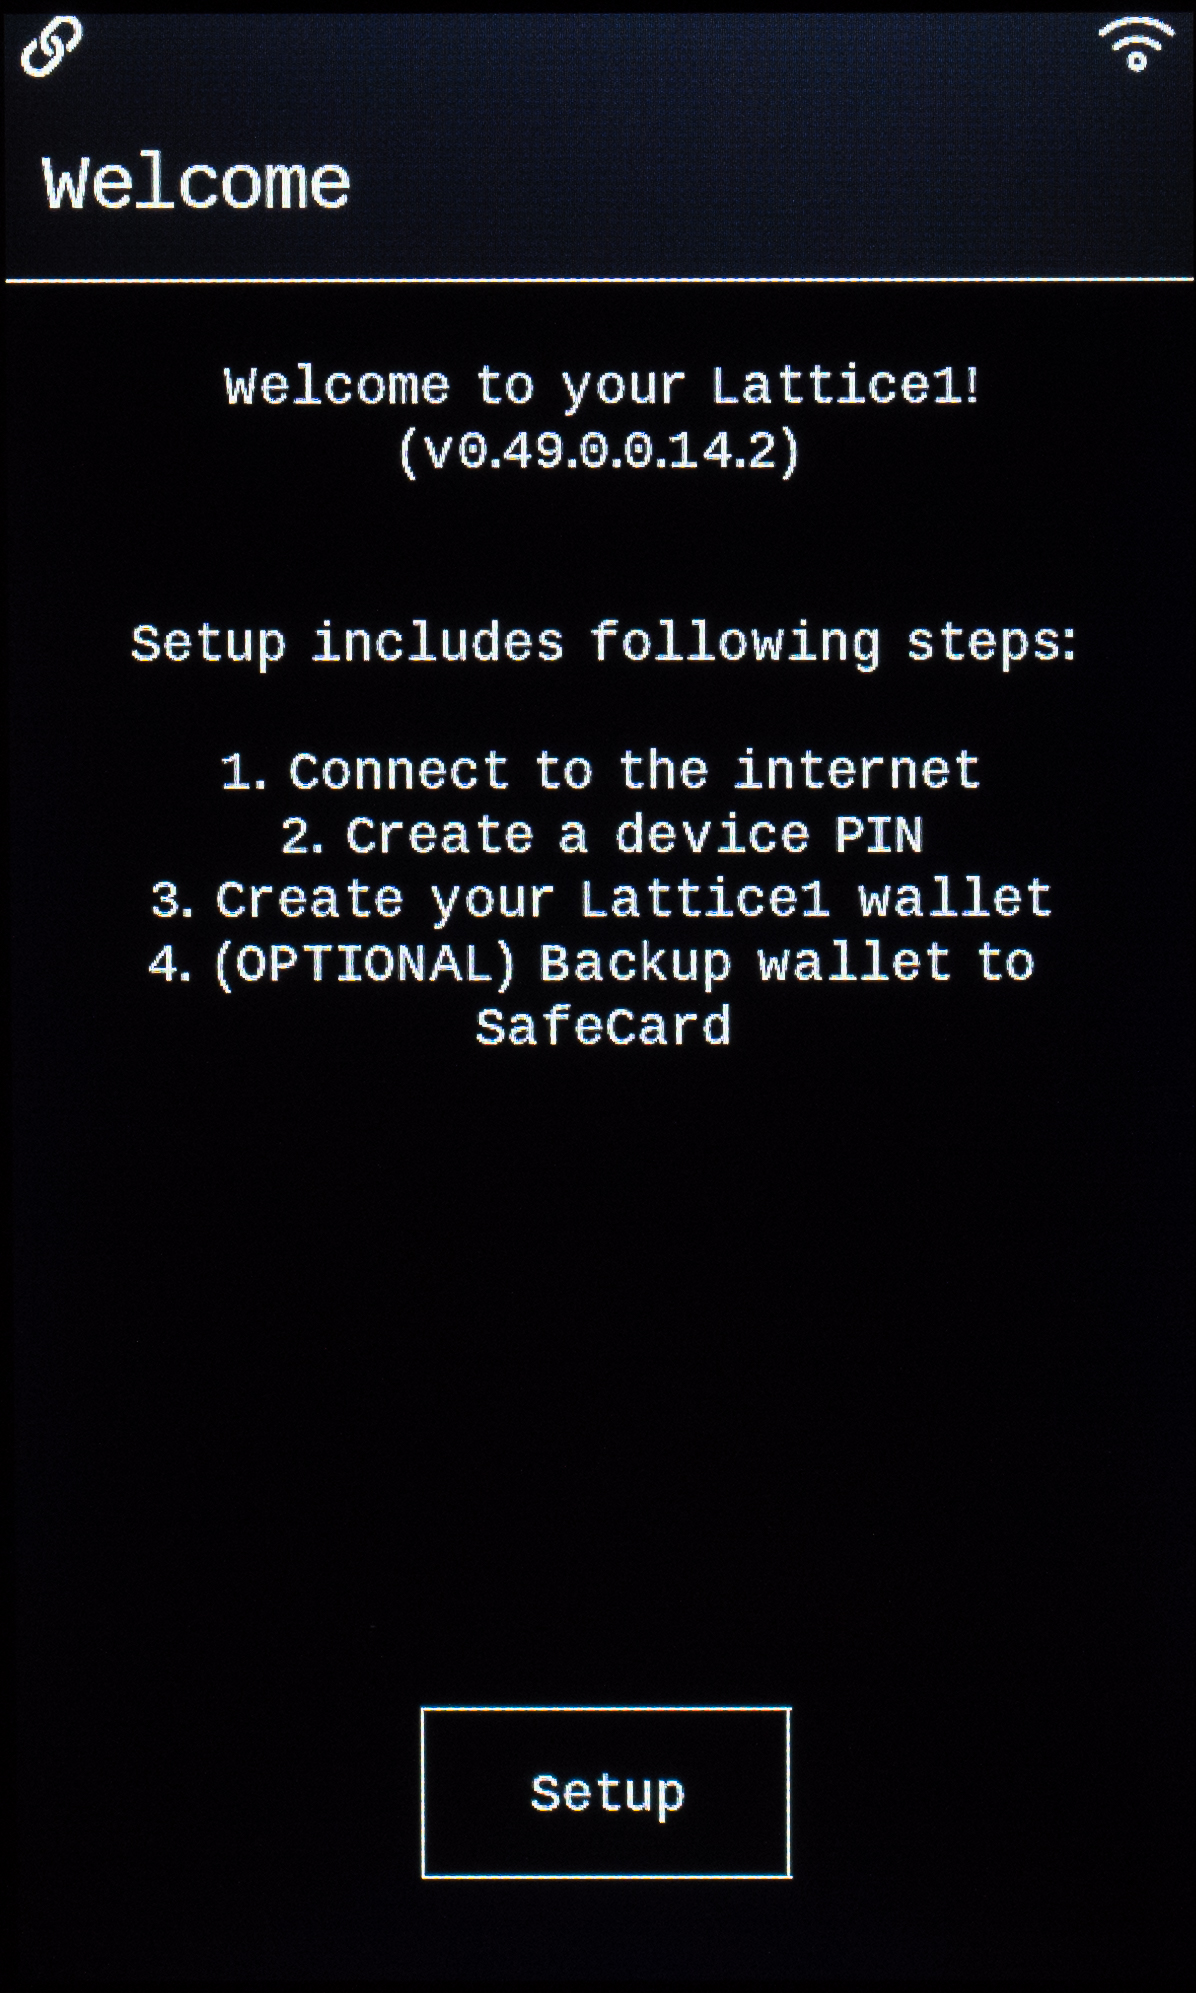 Welcome
Welcome to your Lattice1!
(v0.49.0.0.14.2)
Setup includes following steps:
1. Connect to the internet
2. Create a device PIN
3. Create your Lattice1 wallet
4. (OPTIONAL) Backup wallet to
SafeCard
Setup